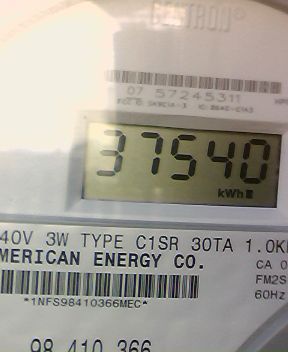 CENTRON®
07 57245311
37540
kWh
40V 3W TYPE C1SR 30TA 1.0K
MERICAN ENERGY CO.
CA 0
FM2S
60Hz
*1NFS98410366MEC*
98 410 366